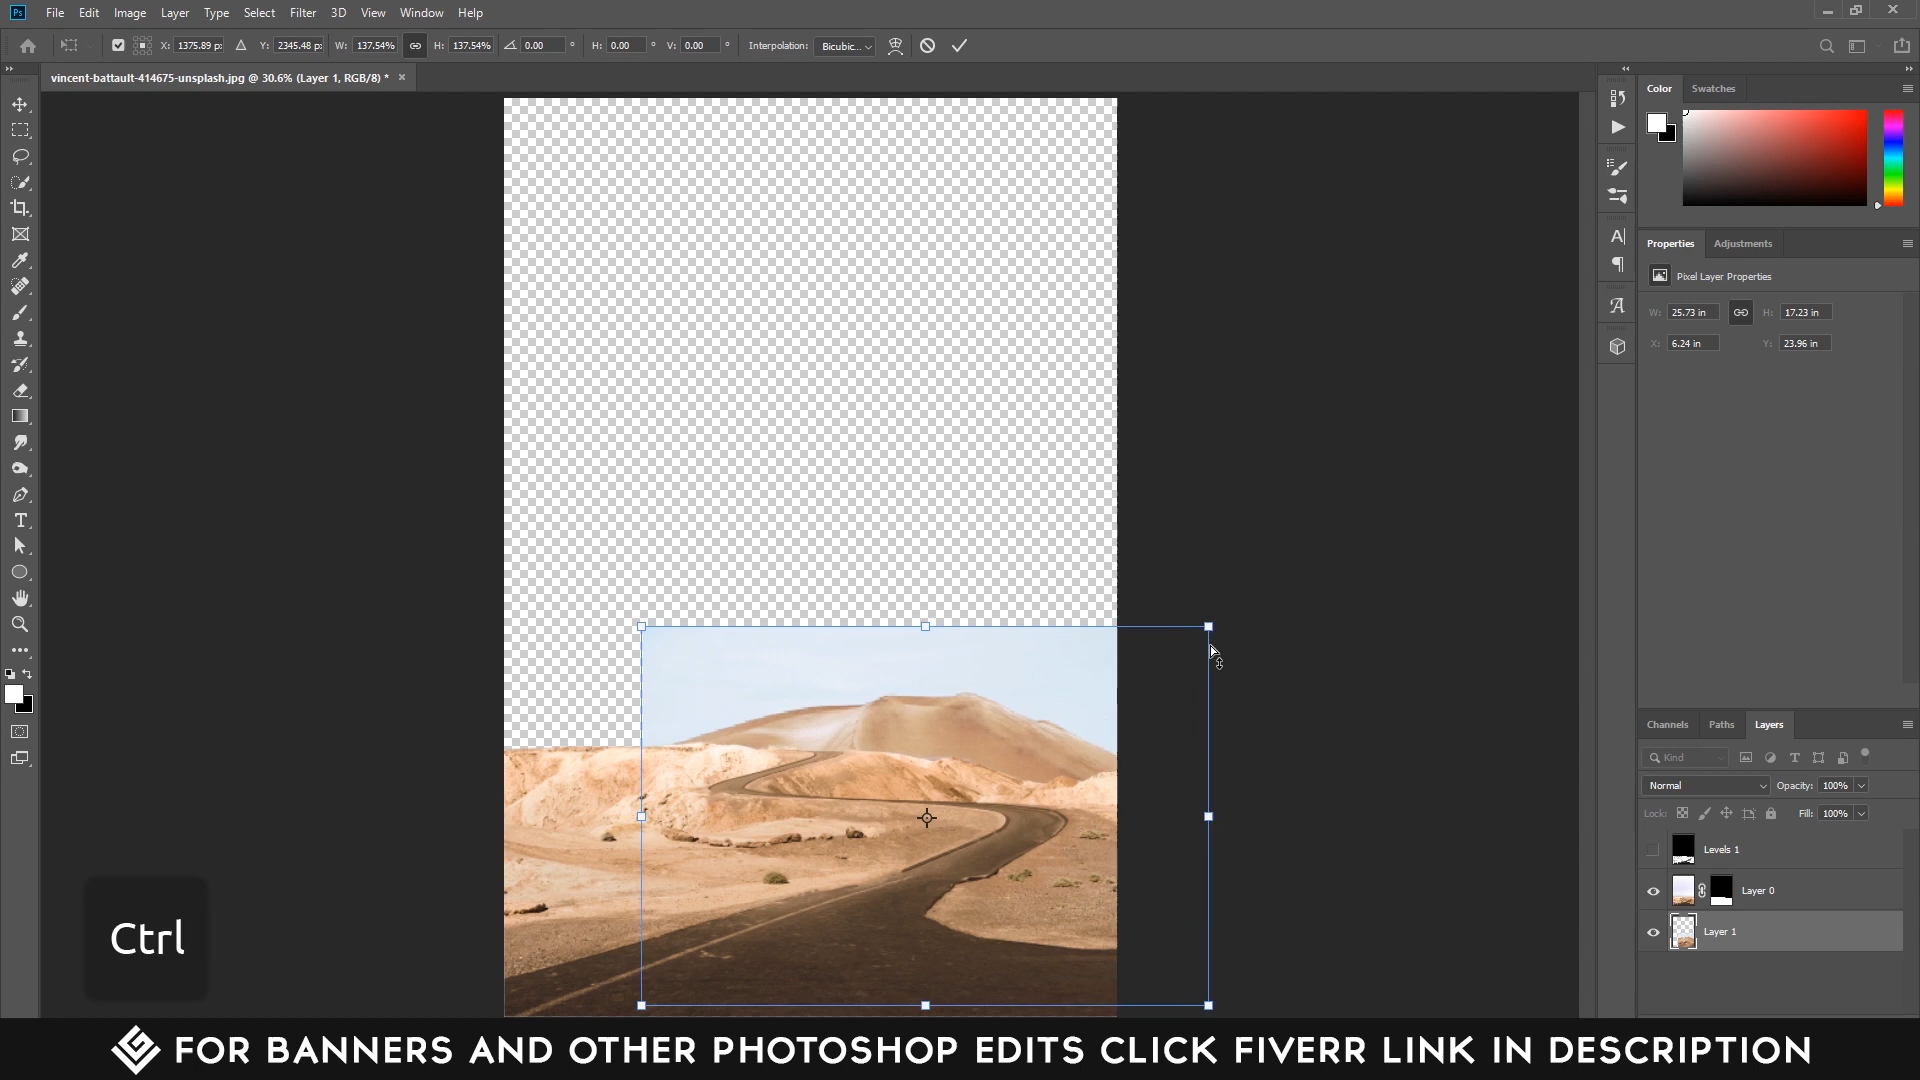 Ps File Edit Image Layer Type Select Filter 3D View Window Help
X: 1375.89 px Y: 2345.48 px W: 137.54% H: 137.54% 0.00 ° H: 0.00 ° V: 0.00 ° Interpolation: Bicubic...
vincent-battault-414675-unsplash.jpg @ 30.6% (Layer 1, RGB/8) *
Color Swatches
Properties Adjustments
Pixel Layer Properties
W: 25.73 in H: 17.23 in
X: 6.24 in Y: 23.96 in
Channels Paths Layers
Kind
Normal Opacity: 100%
Lock: Fill: 100%
Levels 1
Layer 0
Layer 1
Ctrl
FOR BANNERS AND OTHER PHOTOSHOP EDITS CLICK FIVERR LINK IN DESCRIPTION